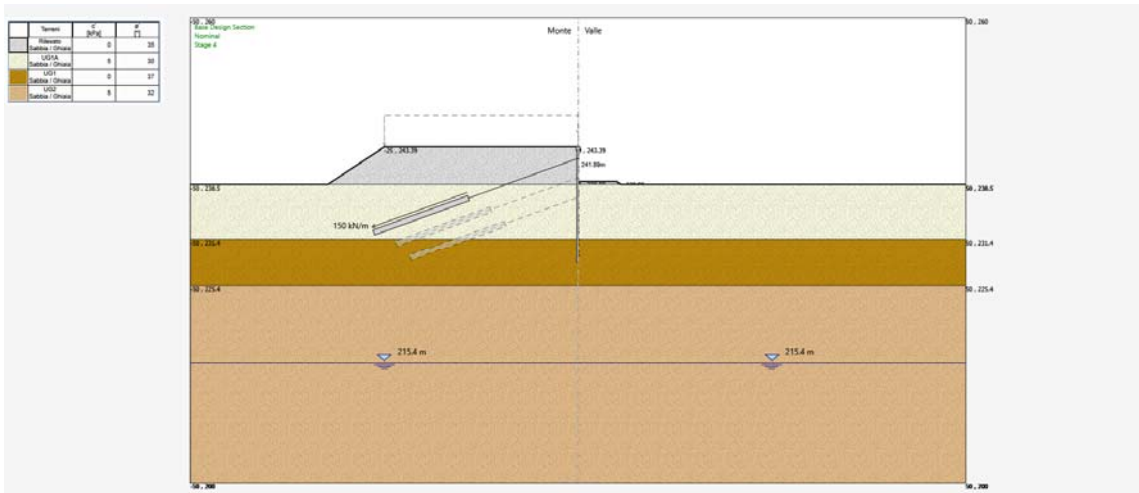 Terreni c' [kPa] ø' [°]
Rilevato
Sabbia / Ghiaia 0 35
UG1A
Sabbia / Ghiaia 5 30
UG1
Sabbia / Ghiaia 0 37
UG2
Sabbia / Ghiaia 5 32
-50, 260
50, 260
Base Design Section
Nominal
Stage 4
Monte Valle
-25, 243.39
, 243.39
241.89m
-50, 238.5
50, 238.5
150 kN/m
-50, 231.4
50, 231.4
-50, 225.4
50, 225.4
215.4 m
215.4 m
-50, 200
50, 200